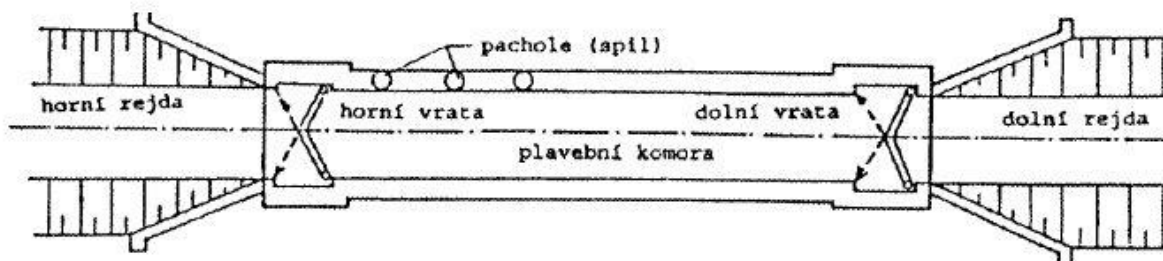 pachole (spil)
horní rejda
horní vrata
dolní vrata
dolní rejda
plavební komora